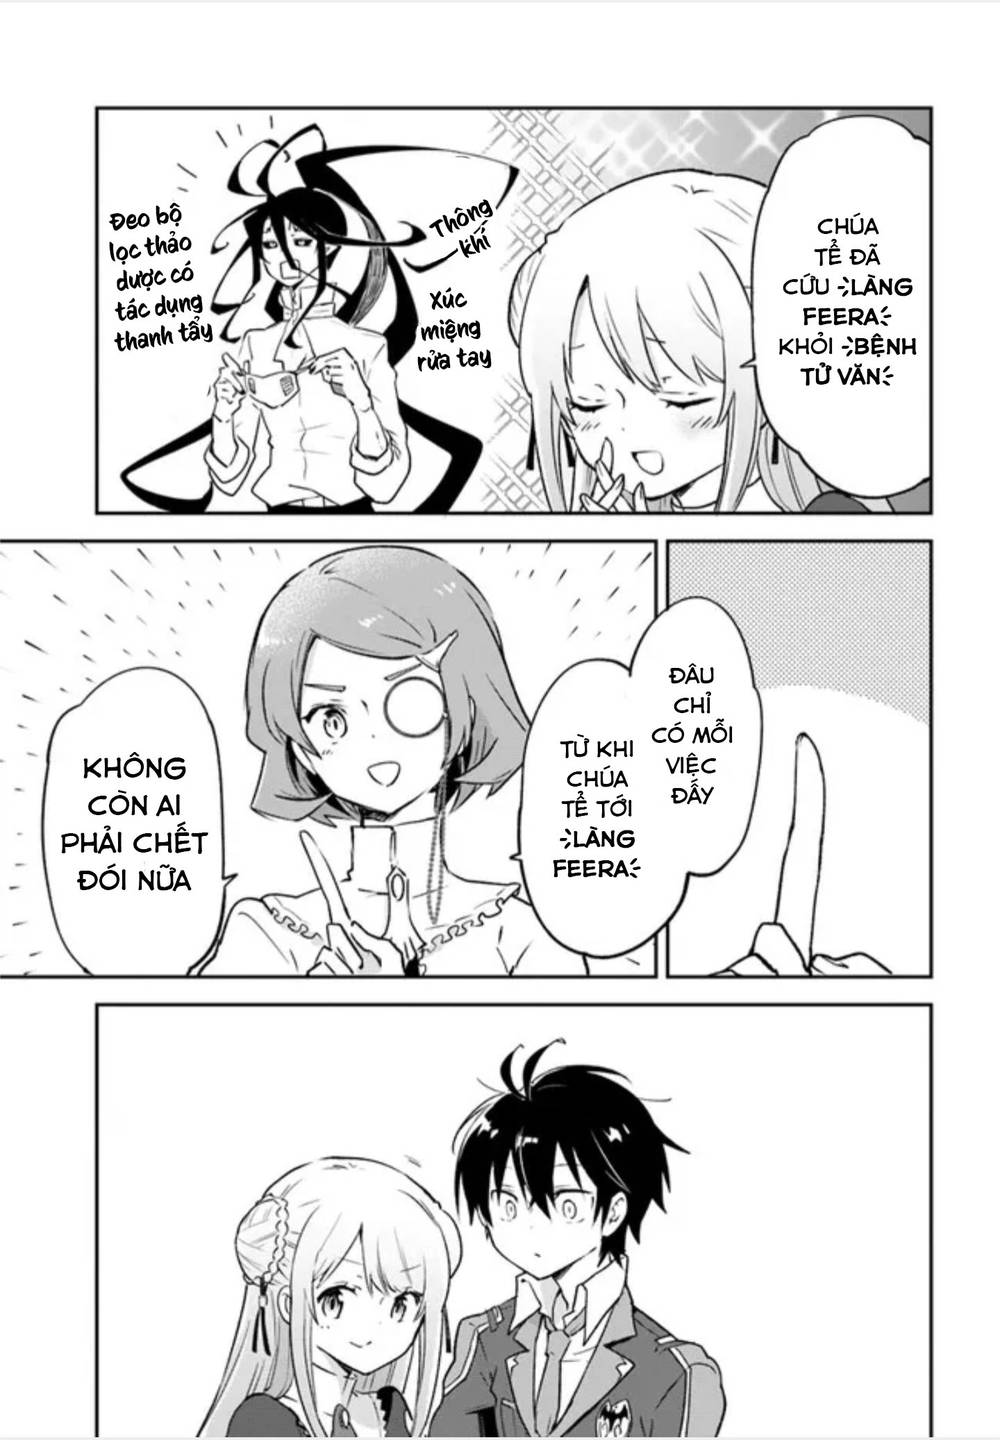 CHÚA
TỂ ĐÃ
CỨU LÀNG
FEERA
KHỎI BỆNH
TỬ VĂN
Thông
khí
Xúc
miệng
rửa tay
Đeo bộ
lọc thảo
dược có
tác dụng
thanh tẩy
ĐÂU
CHỈ
CÓ MỖI
VIỆC
ĐẤY
TỪ KHI
CHÚA
TỂ TỚI
LÀNG
FEERA
KHÔNG
CÒN AI
PHẢI CHẾT
ĐÓI NỮA